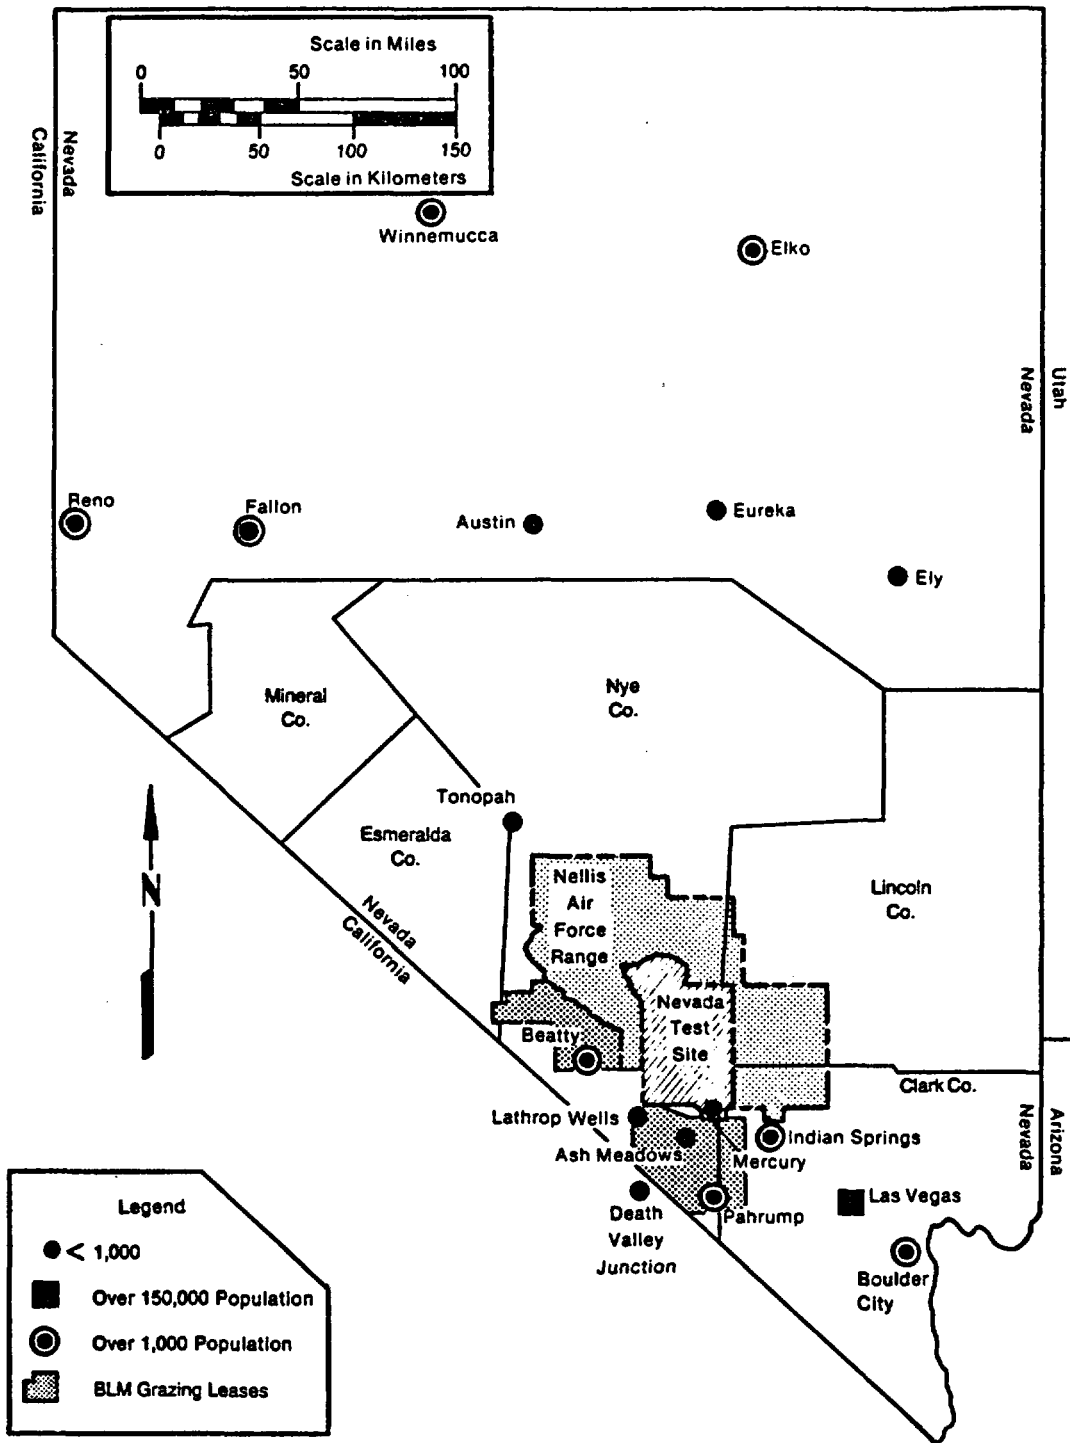 Scale in Miles
0 50 100
0 50 100 150
Scale in Kilometers
Nevada
California
Winnemucca
Elko
Utah
Nevada
Reno
Fallon
Austin
Eureka
Ely
Mineral
Co.
Nye
Co.
Tonopah
Esmeralda
Co.
Lincoln
Co.
N
Nevada
California
Nellis
Air
Force
Range
Nevada
Test
Site
Beatty
Clark Co.
Arizona
Nevada
Lathrop Wells
Ash Meadows
Mercury
Indian Springs
Las Vegas
Death
Valley
Junction
Pahrump
Boulder
City
Legend
< 1,000
Over 150,000 Population
Over 1,000 Population
BLM Grazing Leases